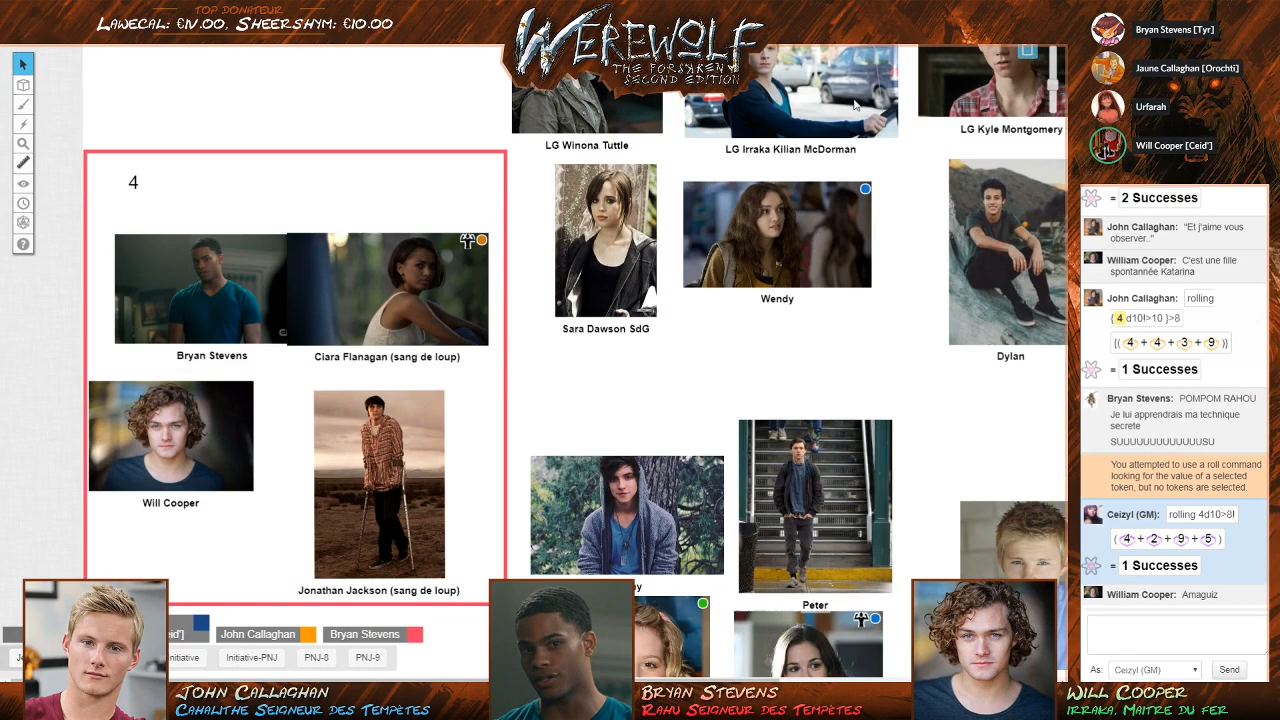 TOP DONATEUR
LAWECAL: €10.00, SHEERSHYM: €10.00
WEREWOLF
THE FORSAKEN
SECOND EDITION
4
Bryan Stevens
Ciara Flanagan (sang de loup)
Will Cooper
Jonathan Jackson (sang de loup)
LG Winona Tuttle
LG Irraka Kilian McDorman
LG Kyle Montgomery
Sara Dawson SdG
Wendy
Dylan
Peter
eid']
John Callaghan
Bryan Stevens
nitiative
Initiative-PNJ
PNJ-8
PNJ-9
JOHN CALLAGHAN
CAHALITHE SEIGNEUR DES TEMPÊTES
BRYAN STEVENS
RAHU SEIGNEUR DES TEMPÊTES
WILL COOPER
IRRAKA, MAITRE DU FER
Bryan Stevens [Tyr]
Jaune Callaghan [Orochti]
Urfarah
Will Cooper [Ceid']
= 2 Successes
John Callaghan: "Et j'aime vous
observer.."
William Cooper: C'est une fille
spontannée Katarina
John Callaghan: rolling
{ 4 d10!>10 }>8
{( 4 + 4 + 3 + 9 )}
= 1 Successes
Bryan Stevens: POMPOM RAHOU
Je lui apprendrais ma technique
secrete
SUUUUUUUUUUUUSU
You attempted to use a roll command
looking for the value of a selected
token, but no tokens are selected.
Ceizyl (GM): rolling 4d10>8!
( 4 + 2 + 9 + 5 )
= 1 Successes
William Cooper: Amaguiz
As: Ceizyl (GM)
Send